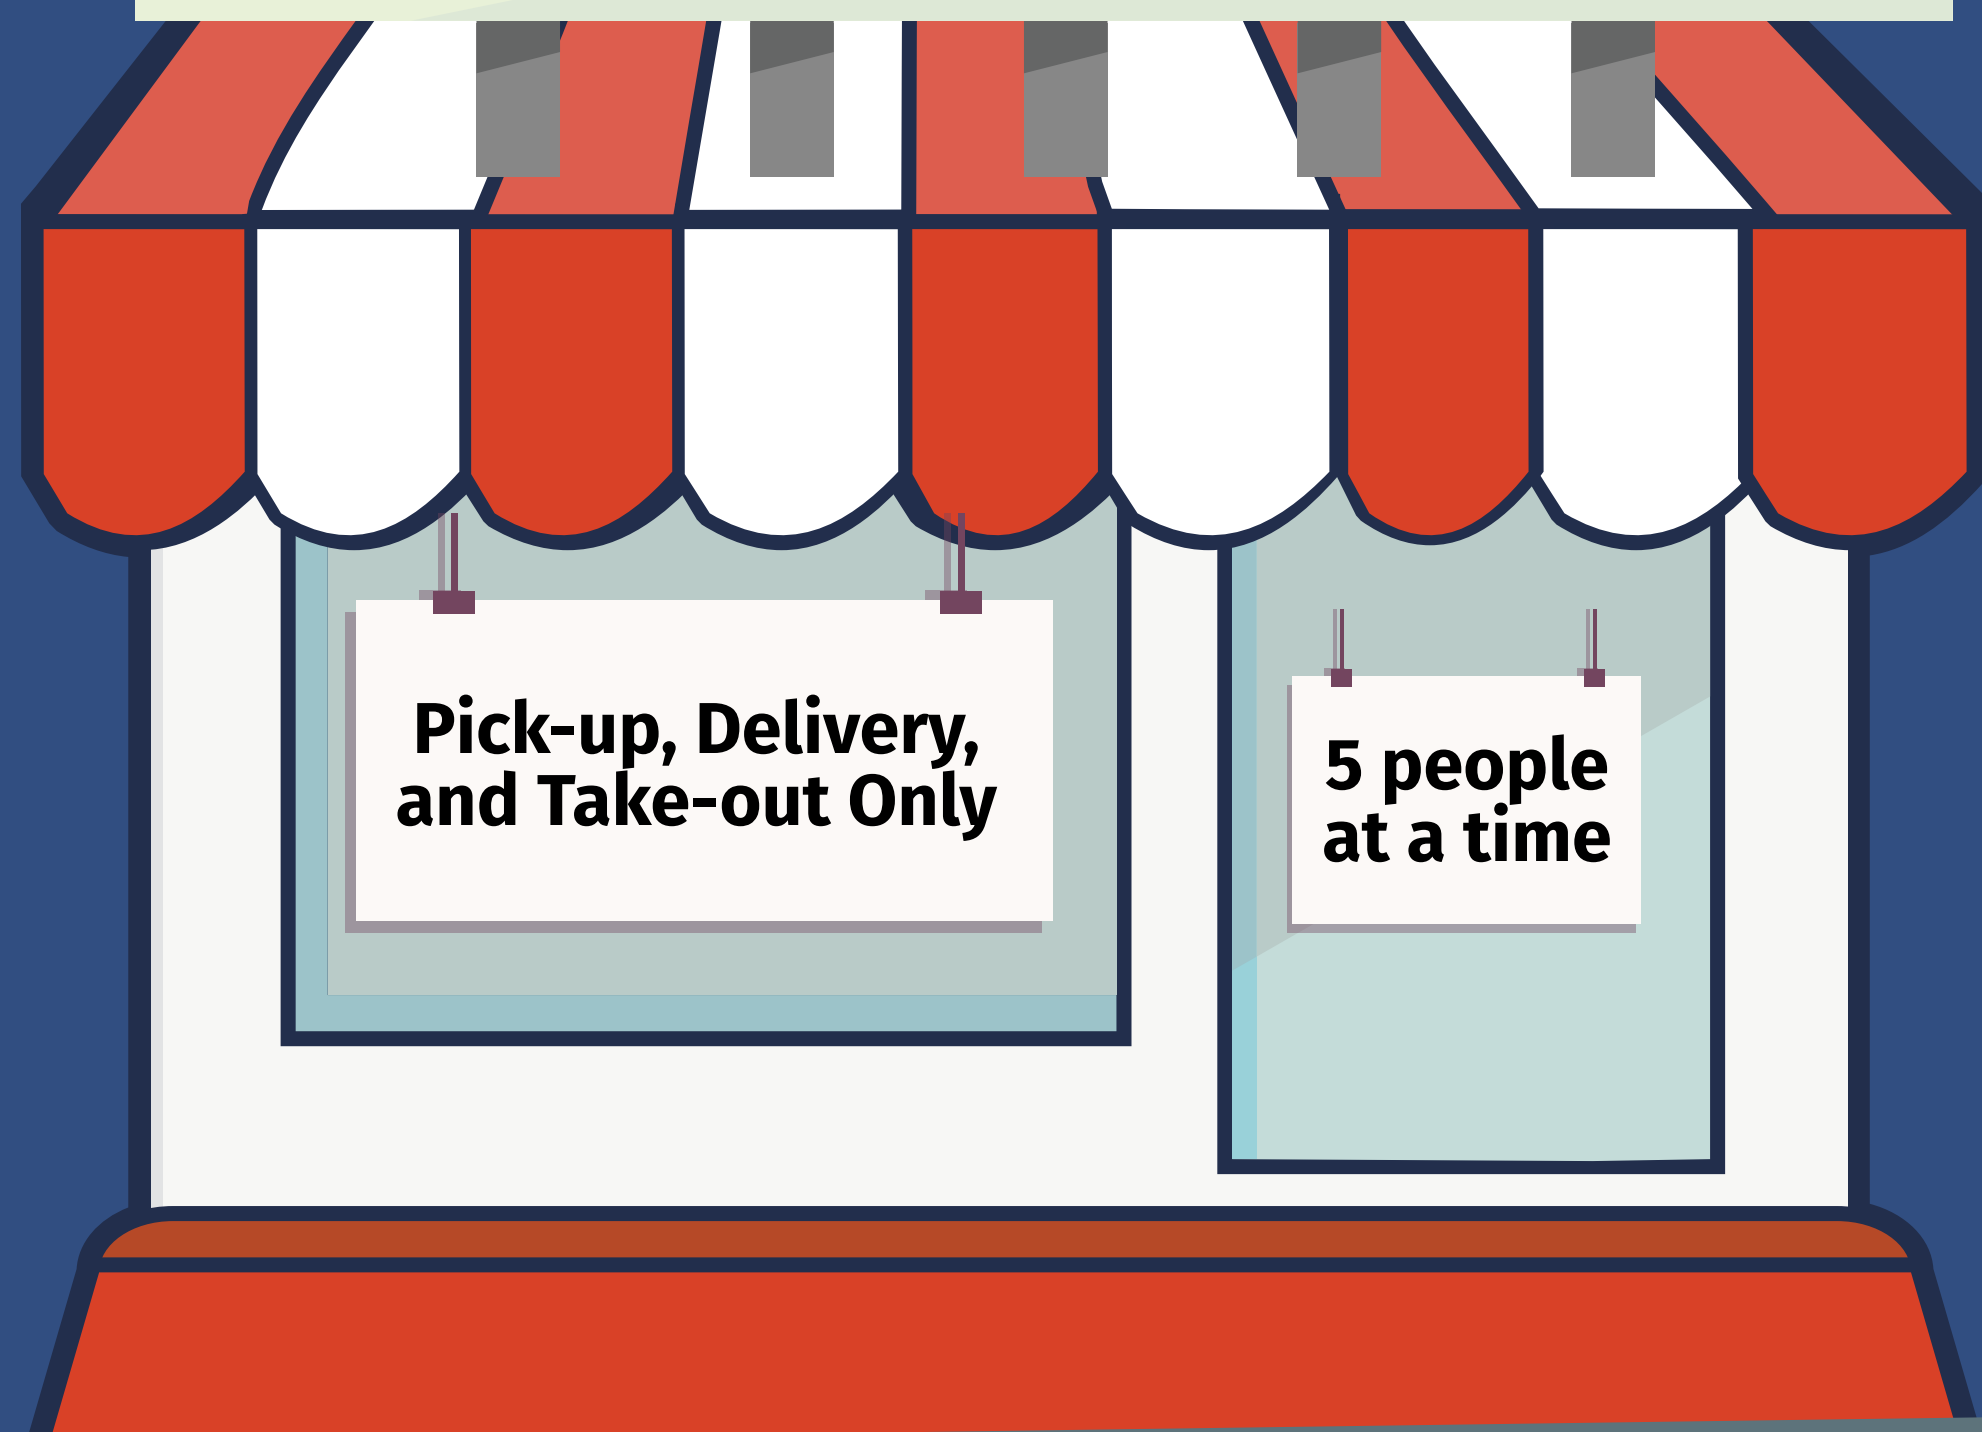 Pick-up, Delivery,
and Take-out Only
5 people
at a time